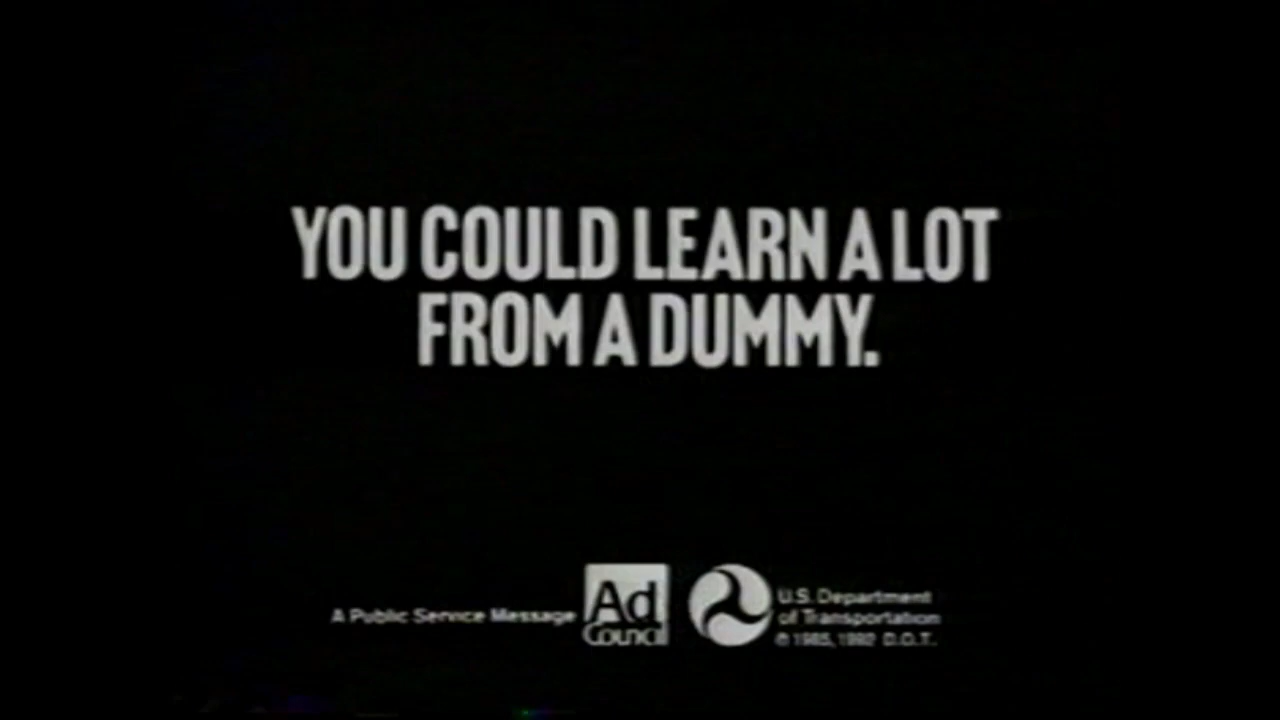 YOU COULD LEARN A LOT
FROM A DUMMY.
A Public Service Message
Ad
Council
U.S. Department
of Transportation
© 1985, 1992 D.O.T.